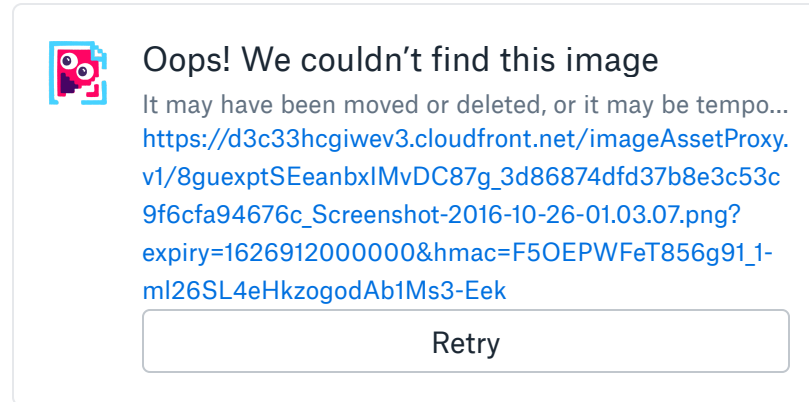 Oops! We couldn’t find this image
It may have been moved or deleted, or it may be tempo...
https://d3c33hcgiwev3.cloudfront.net/imageAssetProxy.
v1/8guexptSEeanbxIMvDC87g_3d86874dfd37b8e3c53c
9f6cfa94676c_Screenshot-2016-10-26-01.03.07.png?
expiry=1626912000000&hmac=F5OEPWFeT856g91_1-
ml26SL4eHkzogodAb1Ms3-Eek
Retry